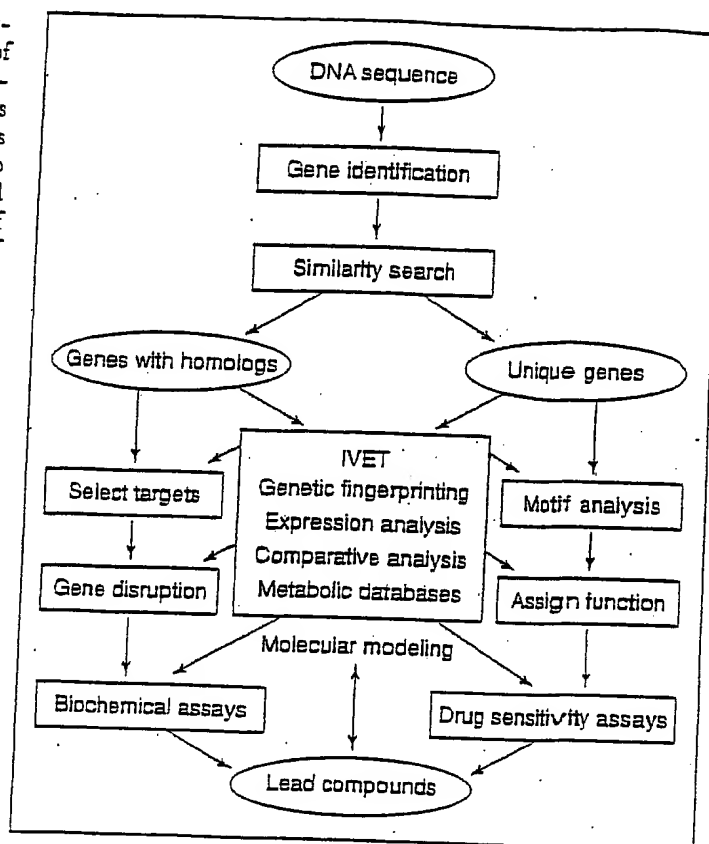 of
s
s
DNA sequence
Gene identification
Similarity search
Genes with homologs
Unique genes
IVET
Genetic fingerprinting
Expression analysis
Comparative analysis
Metabolic databases
Select targets
Motif analysis
Gene disruption
Assign function
Molecular modeling
Biochemical assays
Drug sensitivity assays
Lead compounds